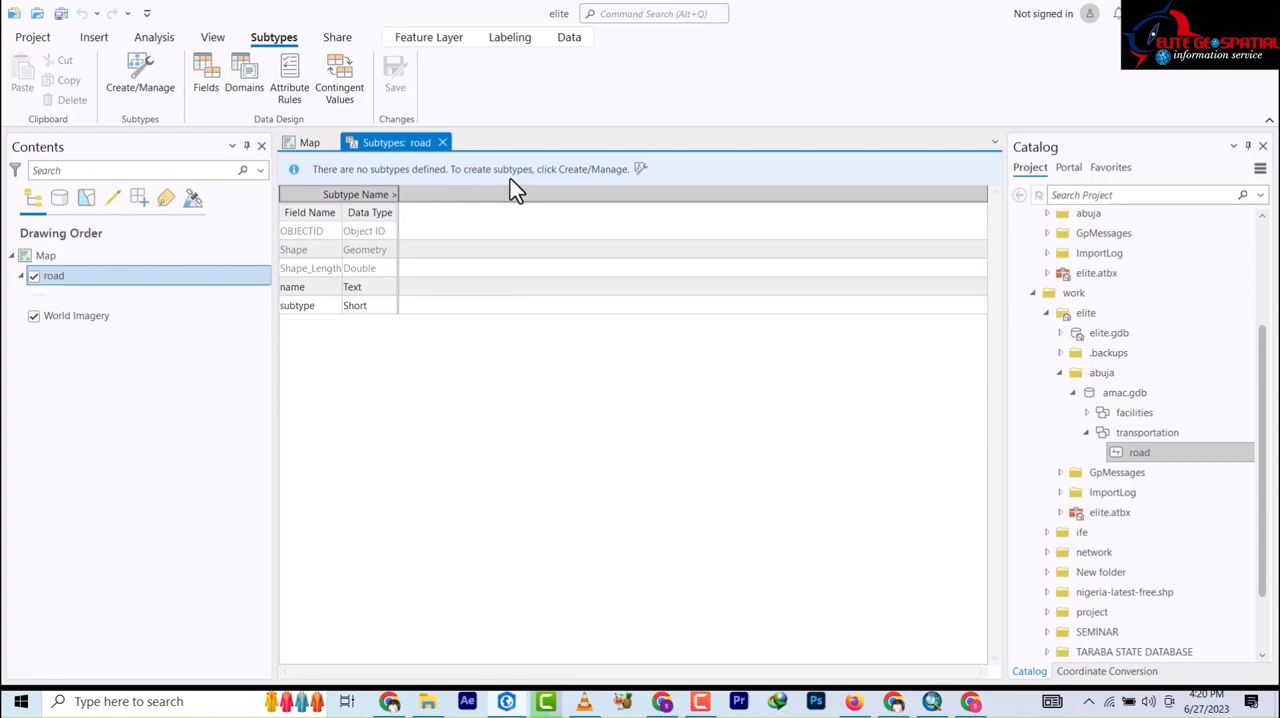 elite
Command Search (Alt+Q)
Not signed in
ELITE GEOSPATIAL
information service
Project
Insert
Analysis
View
Subtypes
Share
Feature Layer
Labeling
Data
Paste
Cut
Copy
Delete
Clipboard
Create/Manage
Subtypes
Fields
Domains
Attribute
Rules
Contingent
Values
Data Design
Save
Changes
Contents
Search
Drawing Order
Map
road
World Imagery
Map
Subtypes: road
There are no subtypes defined. To create subtypes, click Create/Manage.
Subtype Name >
Field Name Data Type
OBJECTID Object ID
Shape Geometry
Shape_Length Double
name Text
subtype Short
Catalog
Project
Portal
Favorites
Search Project
abuja
GpMessages
ImportLog
elite.atbx
work
elite
elite.gdb
.backups
abuja
amac.gdb
facilities
transportation
road
GpMessages
ImportLog
elite.atbx
ife
network
New folder
nigeria-latest-free.shp
project
SEMINAR
TARABA STATE DATABASE
Catalog
Coordinate Conversion
Type here to search
Ae
C
Pr
Ps
4:20 PM
6/27/2023